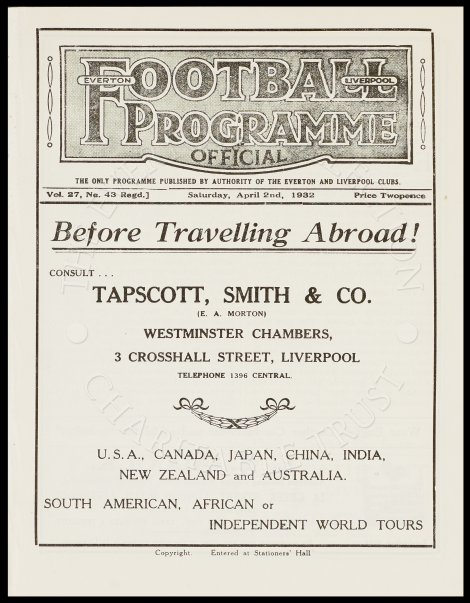 FOOTBALL
EVERTON
LIVERPOOL
PROGRAMME
OFFICIAL
THE ONLY PROGRAMME PUBLISHED BY AUTHORITY OF THE EVERTON AND LIVERPOOL CLUBS.
Vol. 27, No. 43 Regd.] Saturday, April 2nd, 1932 Price Twopence
Before Travelling Abroad!
CONSULT . . .
TAPSCOTT, SMITH & CO.
(E. A. MORTON)
WESTMINSTER CHAMBERS,
3 CROSSHALL STREET, LIVERPOOL
TELEPHONE 1396 CENTRAL.
U.S.A., CANADA, JAPAN, CHINA, INDIA,
NEW ZEALAND and AUSTRALIA.
SOUTH AMERICAN, AFRICAN or
INDEPENDENT WORLD TOURS
Copyright. Entered at Stationers' Hall
CHARITABLE TRUST